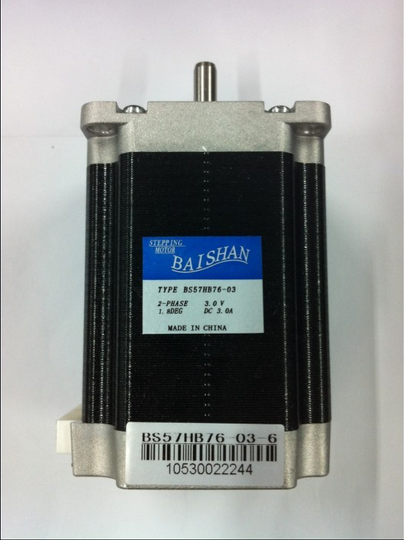 STEPPING
MOTOR
BAISHAN
TYPE BS57HB76-03
2-PHASE 3.0 V
1.8DEG DC 3.0A
MADE IN CHINA
BS57HB76-03-6
10530022244